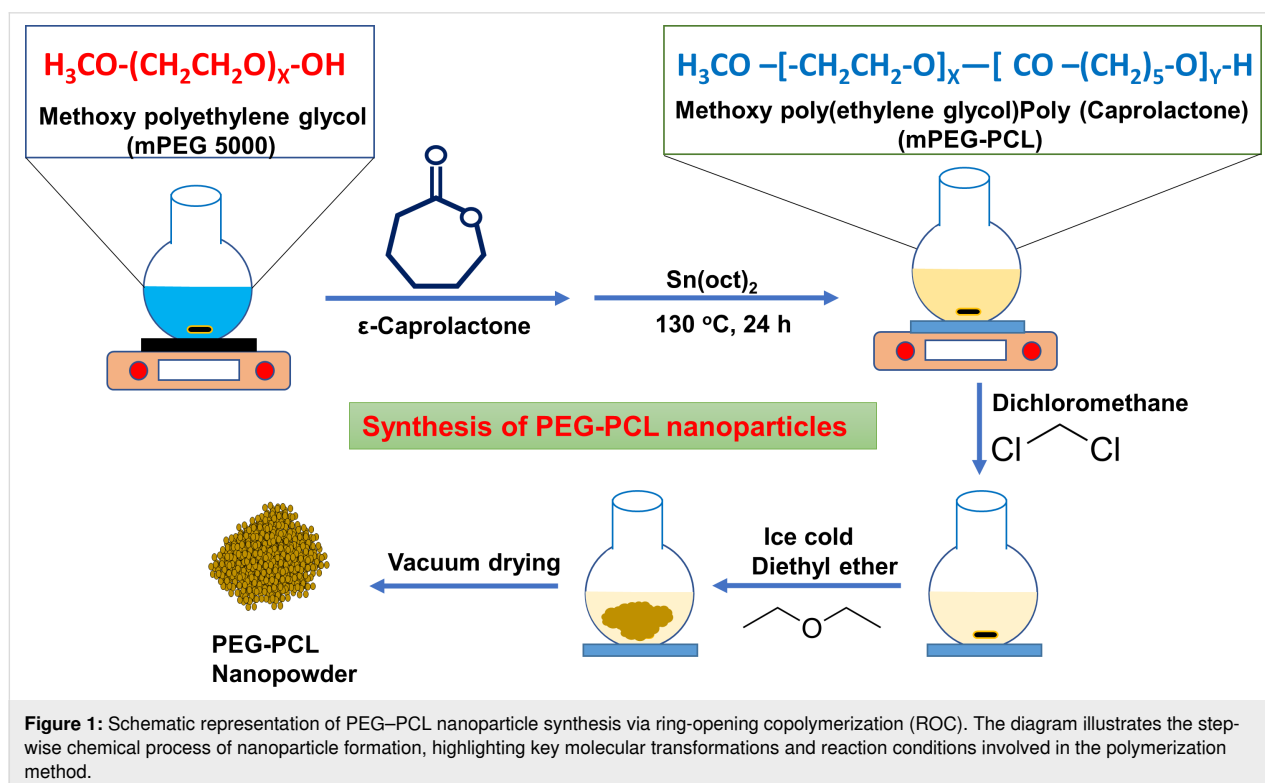 H₃CO-(CH₂CH₂O)ₓ-OH
Methoxy polyethylene glycol
(mPEG 5000)
H₃CO –[-CH₂CH₂-O]ₓ—[ CO –(CH₂)₅-O]Y-H
Methoxy poly(ethylene glycol)Poly (Caprolactone)
(mPEG-PCL)
O
O
ε-Caprolactone
Sn(oct)₂
130 °C, 24 h
Synthesis of PEG-PCL nanoparticles
Dichloromethane
Cl Cl
Ice cold
Diethyl ether
O
Vacuum drying
PEG-PCL
Nanopowder
Figure 1: Schematic representation of PEG–PCL nanoparticle synthesis via ring-opening copolymerization (ROC). The diagram illustrates the step-
wise chemical process of nanoparticle formation, highlighting key molecular transformations and reaction conditions involved in the polymerization
method.